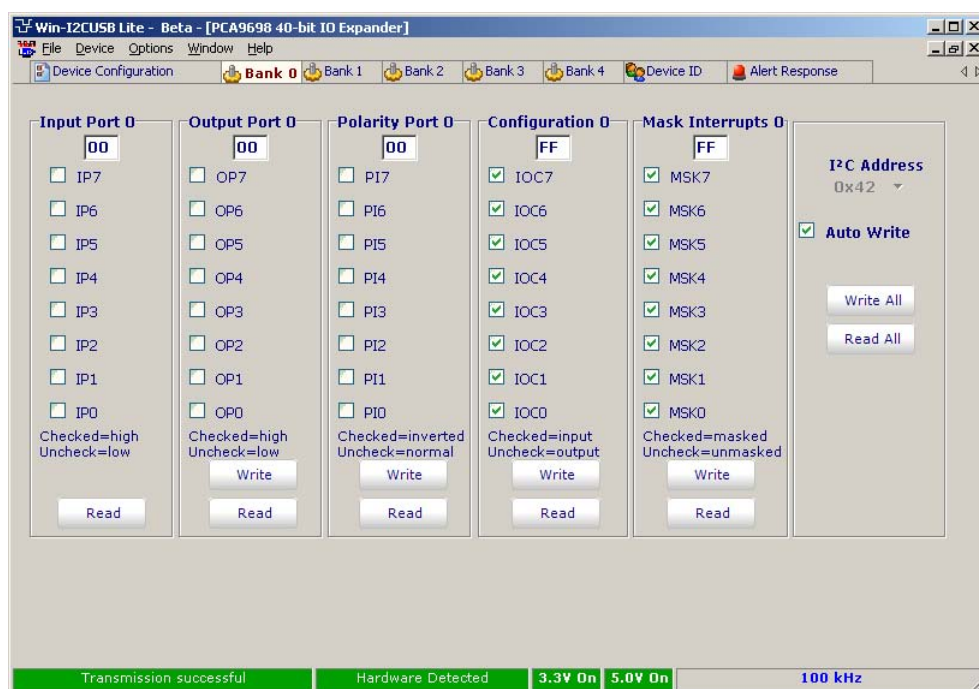 Win-I2CUSB Lite - Beta - [PCA9698 40-bit IO Expander]
File Device Options Window Help
Device Configuration Bank 0 Bank 1 Bank 2 Bank 3 Bank 4 Device ID Alert Response
Input Port 0 Output Port 0 Polarity Port 0 Configuration 0 Mask Interrupts 0
00 00 00 FF FF
I²C Address
IP7 OP7 PI7 IOC7 MSK7
0x42
IP6 OP6 PI6 IOC6 MSK6
Auto Write
IP5 OP5 PI5 IOC5 MSK5
IP4 OP4 PI4 IOC4 MSK4
Write All
IP3 OP3 PI3 IOC3 MSK3
Read All
IP2 OP2 PI2 IOC2 MSK2
IP1 OP1 PI1 IOC1 MSK1
IP0 OP0 PI0 IOC0 MSK0
Checked=high Checked=high Checked=inverted Checked=input Checked=masked
Uncheck=low Uncheck=low Uncheck=normal Uncheck=output Uncheck=unmasked
Write Write Write Write
Read Read Read Read Read
Transmission successful Hardware Detected 3.3V On 5.0V On 100 kHz